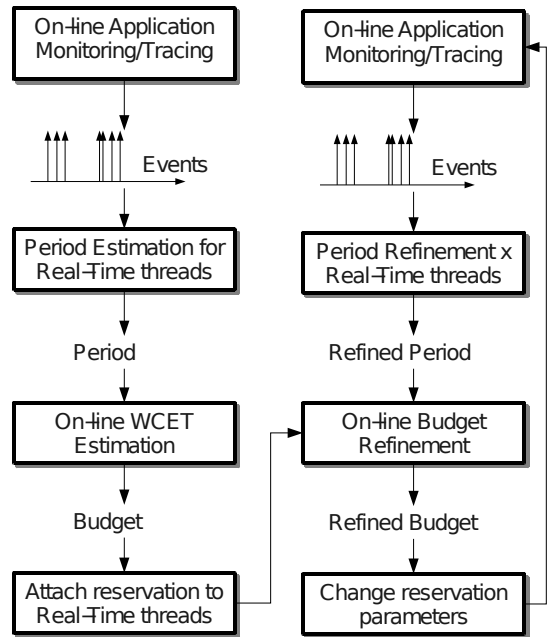 On-line Application
Monitoring/Tracing
Events
Period Estimation for
Real-Time threads
Period
On-line WCET
Estimation
Budget
Attach reservation to
Real-Time threads
On-line Application
Monitoring/Tracing
Events
Period Refinement x
Real-Time threads
Refined Period
On-line Budget
Refinement
Refined Budget
Change reservation
parameters